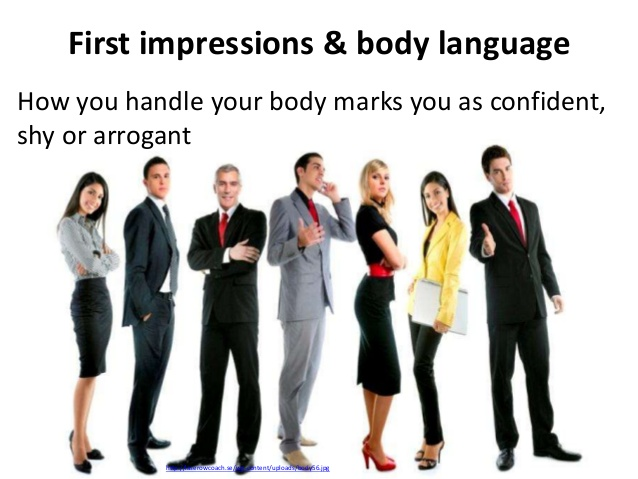 First impressions & body language
How you handle your body marks you as confident,
shy or arrogant